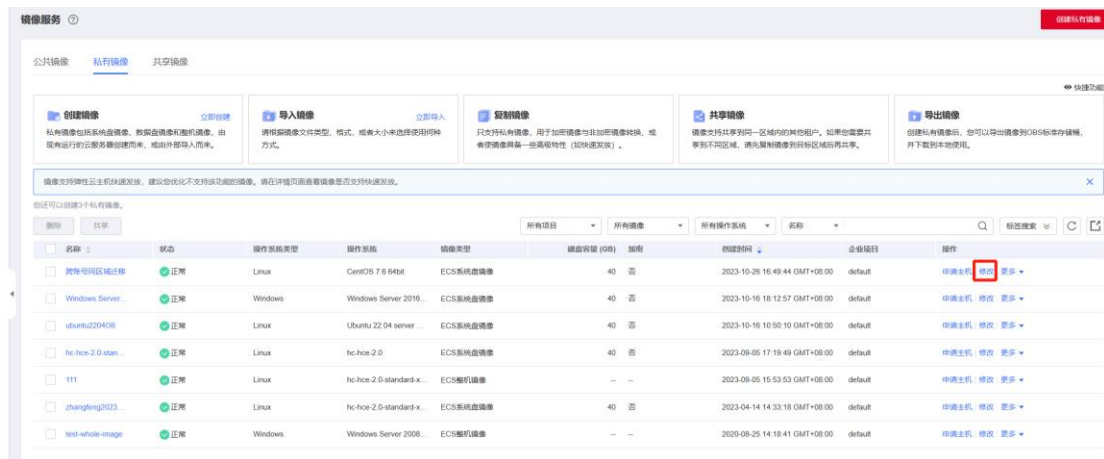 镜像服务
创建私有镜像
公共镜像 私有镜像 共享镜像
快捷功能
创建镜像 立即创建
私有镜像包括系统盘镜像、数据盘镜像和整机镜像，由
现有运行的云服务器创建而来，或由外部导入而来。
导入镜像 立即导入
请根据镜像文件类型、格式、或者大小来选择使用何种
方式。
复制镜像
只支持私有镜像，用于加密镜像与非加密镜像转换，或
者使镜像具备一些高级特性（如快速发放）。
共享镜像
镜像支持共享到同一区域内的其他租户。如果您需要共
享到不同区域，请先复制镜像到目标区域后再共享。
导出镜像
创建私有镜像后，您可以导出镜像到OBS标准存储桶，
并下载到本地使用。
镜像支持弹性云主机快速发放，建议您优化不支持该功能的镜像。请在详情页面查看镜像是否支持快速发放。
您还可以创建3个私有镜像。
删除 共享 所有项目 所有镜像 所有操作系统 名称 标签搜索
名称 状态 操作系统类型 操作系统 镜像类型 磁盘容量 (GB) 加密 创建时间 企业项目 操作
跨账号同区域迁移 正常 Linux CentOS 7.6 64bit ECS系统盘镜像 40 否 2023-10-26 16:49:44 GMT+08:00 default 申请主机 修改 更多
Windows Server... 正常 Windows Windows Server 2016... ECS系统盘镜像 40 否 2023-10-16 18:12:57 GMT+08:00 default 申请主机 修改 更多
ubuntu220406 正常 Linux Ubuntu 22.04 server ... ECS系统盘镜像 40 否 2023-10-16 10:50:10 GMT+08:00 default 申请主机 修改 更多
hc-hce-2.0-stan... 正常 Linux hc-hce-2.0 ECS系统盘镜像 40 否 2023-09-05 17:19:49 GMT+08:00 default 申请主机 修改 更多
111 正常 Linux hc-hce-2.0-standard-x... ECS整机镜像 -- -- 2023-09-05 15:53:53 GMT+08:00 default 申请主机 修改 更多
zhangfeng2023... 正常 Linux hc-hce-2.0-standard-x... ECS系统盘镜像 40 否 2023-04-14 14:33:18 GMT+08:00 default 申请主机 修改 更多
test-whole-image 正常 Windows Windows Server 2008... ECS整机镜像 -- -- 2020-08-25 14:18:41 GMT+08:00 default 申请主机 修改 更多